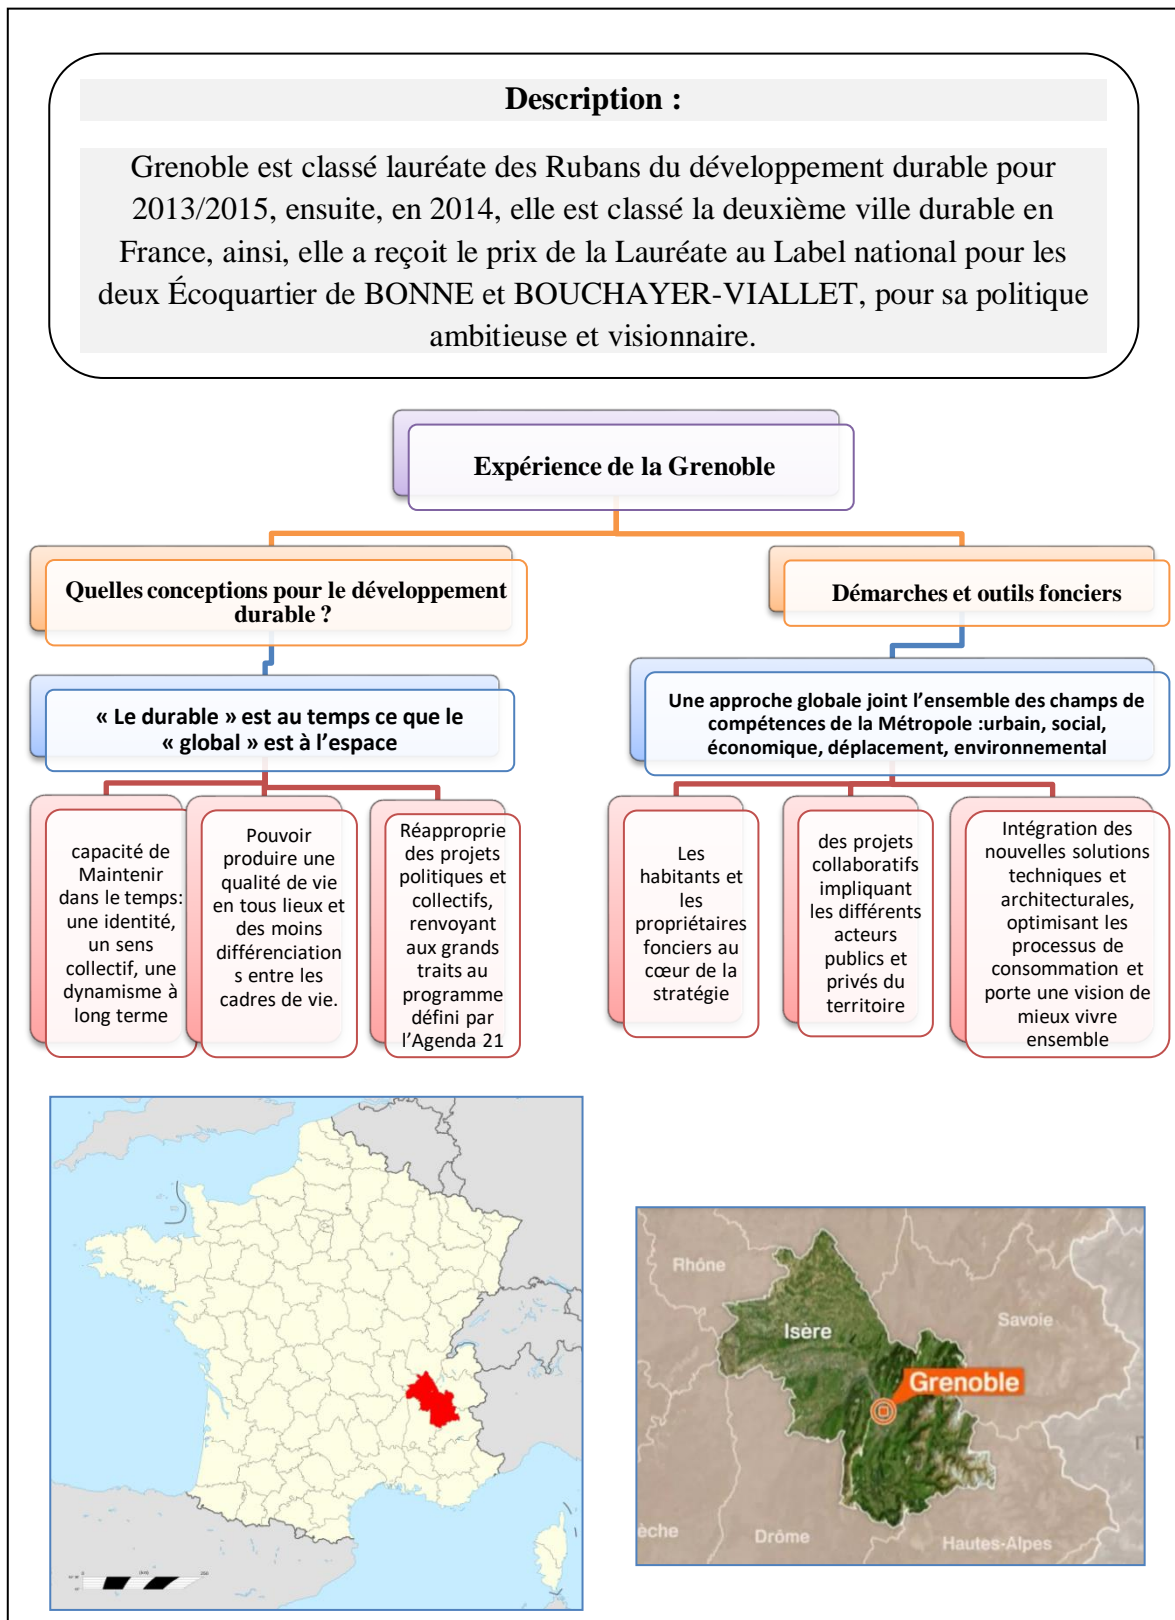 Description :
Grenoble est classé lauréate des Rubans du développement durable pour
2013/2015, ensuite, en 2014, elle est classé la deuxième ville durable en
France, ainsi, elle a reçoit le prix de la Lauréate au Label national pour les
deux Écoquartier de BONNE et BOUCHAYER-VIALLET, pour sa politique
ambitieuse et visionnaire.
Expérience de la Grenoble
Quelles conceptions pour le développement
durable ?
Démarches et outils fonciers
« Le durable » est au temps ce que le
« global » est à l’espace
Une approche globale joint l’ensemble des champs de
compétences de la Métropole :urbain, social,
économique, déplacement, environnemental
capacité de
Maintenir
dans le temps:
une identité,
un sens
collectif, une
dynamisme à
long terme
Pouvoir
produire une
qualité de vie
en tous lieux et
des moins
différenciation
s entre les
cadres de vie.
Réapproprie
des projets
politiques et
collectifs,
renvoyant
aux grands
traits au
programme
défini par
l’Agenda 21
Les
habitants et
les
propriétaires
fonciers au
cœur de la
stratégie
des projets
collaboratifs
impliquant
les différents
acteurs
publics et
privés du
territoire
Intégration des
nouvelles solutions
techniques et
architecturales,
optimisant les
processus de
consommation et
porte une vision de
mieux vivre
ensemble
Rhône
Isère
Savoie
Grenoble
èche
Drôme
Hautes-Alpes